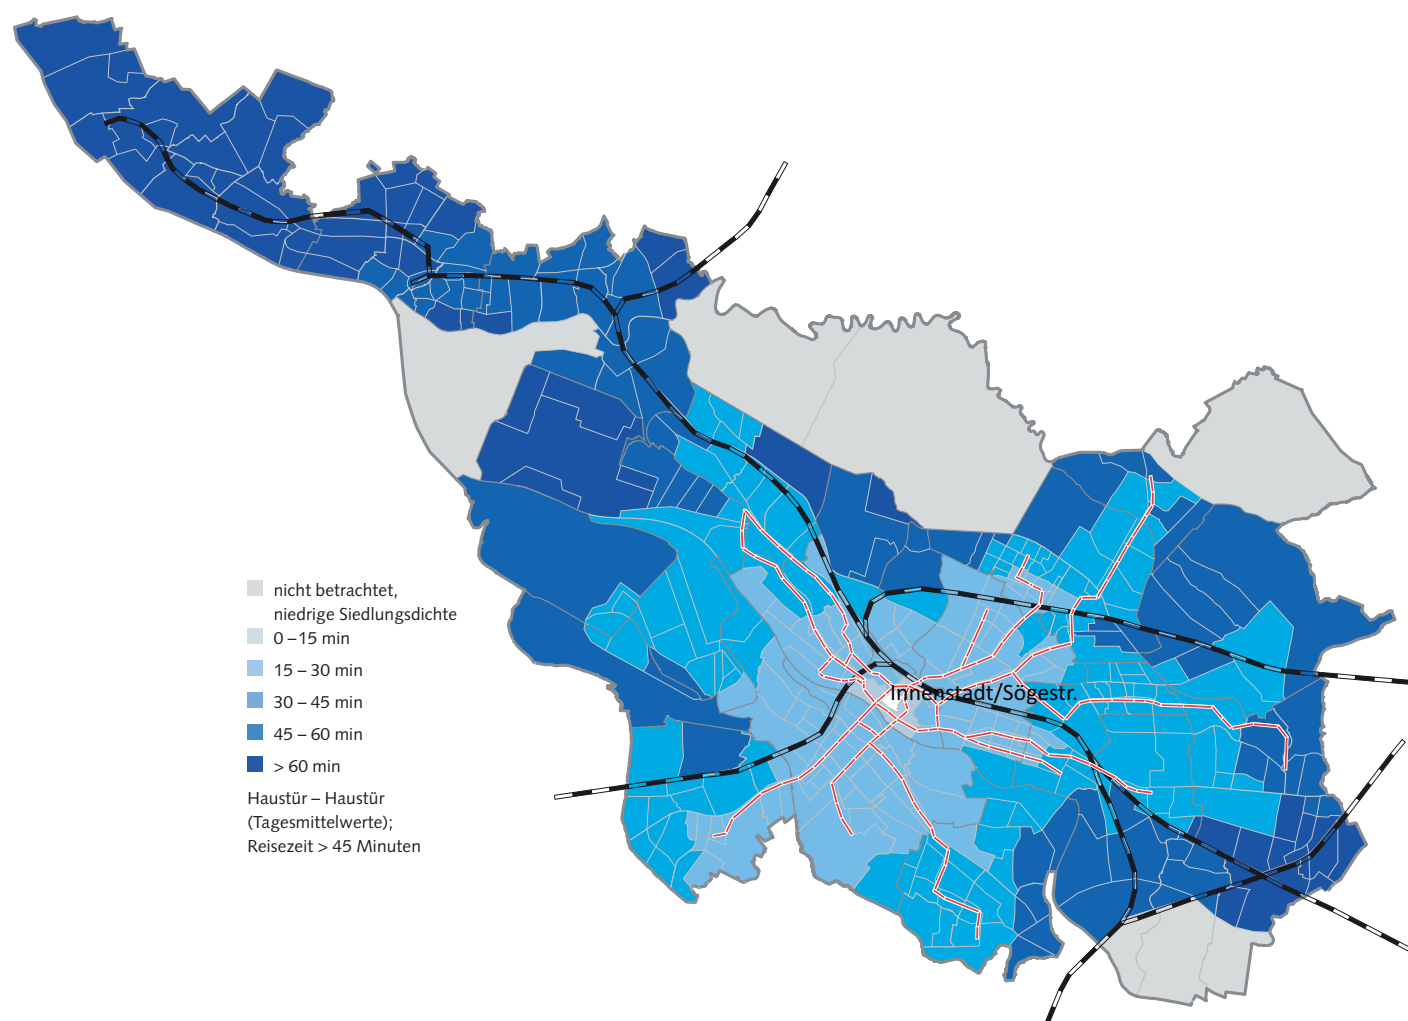 Innenstadt/Sögestr.
nicht betrachtet,
niedrige Siedlungsdichte
0 – 15 min
15 – 30 min
30 – 45 min
45 – 60 min
> 60 min
Haustür – Haustür
(Tagesmittelwerte);
Reisezeit > 45 Minuten